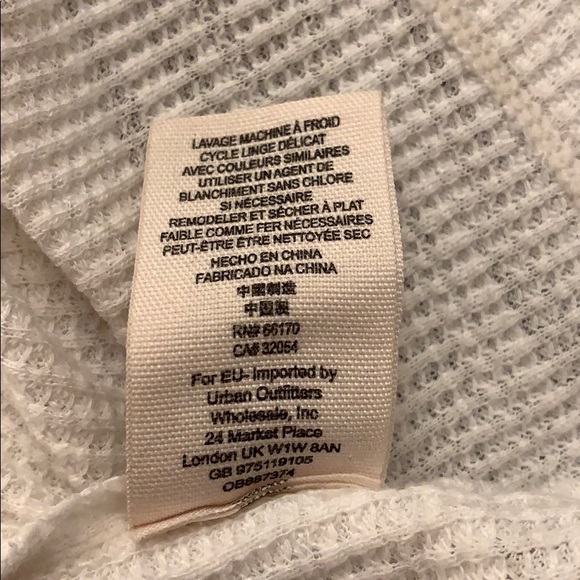 LAVAGE MACHINE À FROID
CYCLE LINGE DÉLICAT
AVEC COULEURS SIMILAIRES
UTILISER UN AGENT DE
BLANCHIMENT SANS CHLORE
SI NÉCESSAIRE
REMODELER ET SÉCHER À PLAT
FAIBLE COMME FER NÉCESSAIRES
PEUT-ÊTRE ÊTRE NETTOYÉE SEC
HECHO EN CHINA
FABRICADO NA CHINA
中國制造
中国製
RN# 66170
CA# 32054
For EU- Imported by
Urban Outfitters
Wholesale, Inc
24 Market Place
London UK W1W 8AN
GB 975119105
OB887374